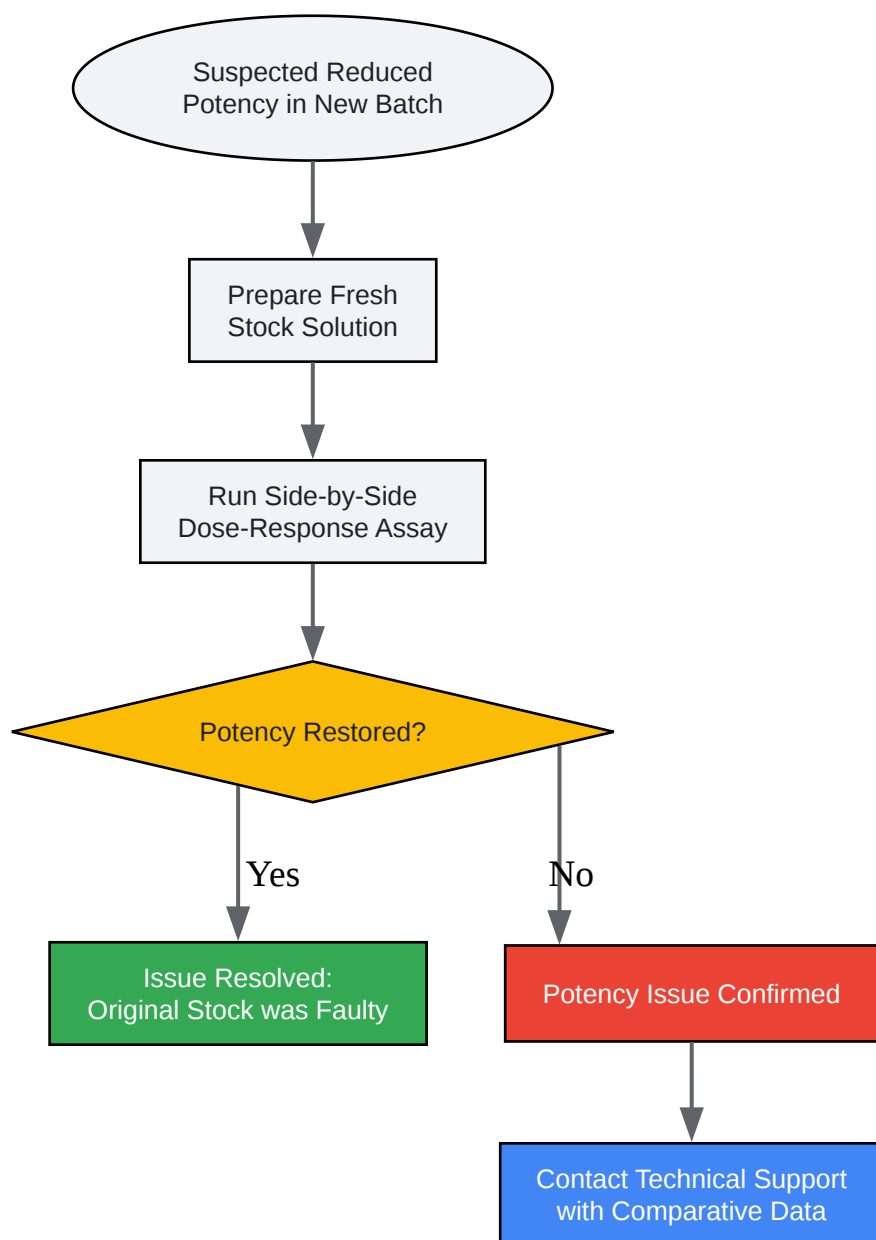 Suspected Reduced
Potency in New Batch
Prepare Fresh
Stock Solution
Run Side-by-Side
Dose-Response Assay
Potency Restored?
Yes
No
Issue Resolved:
Original Stock was Faulty
Potency Issue Confirmed
Contact Technical Support
with Comparative Data